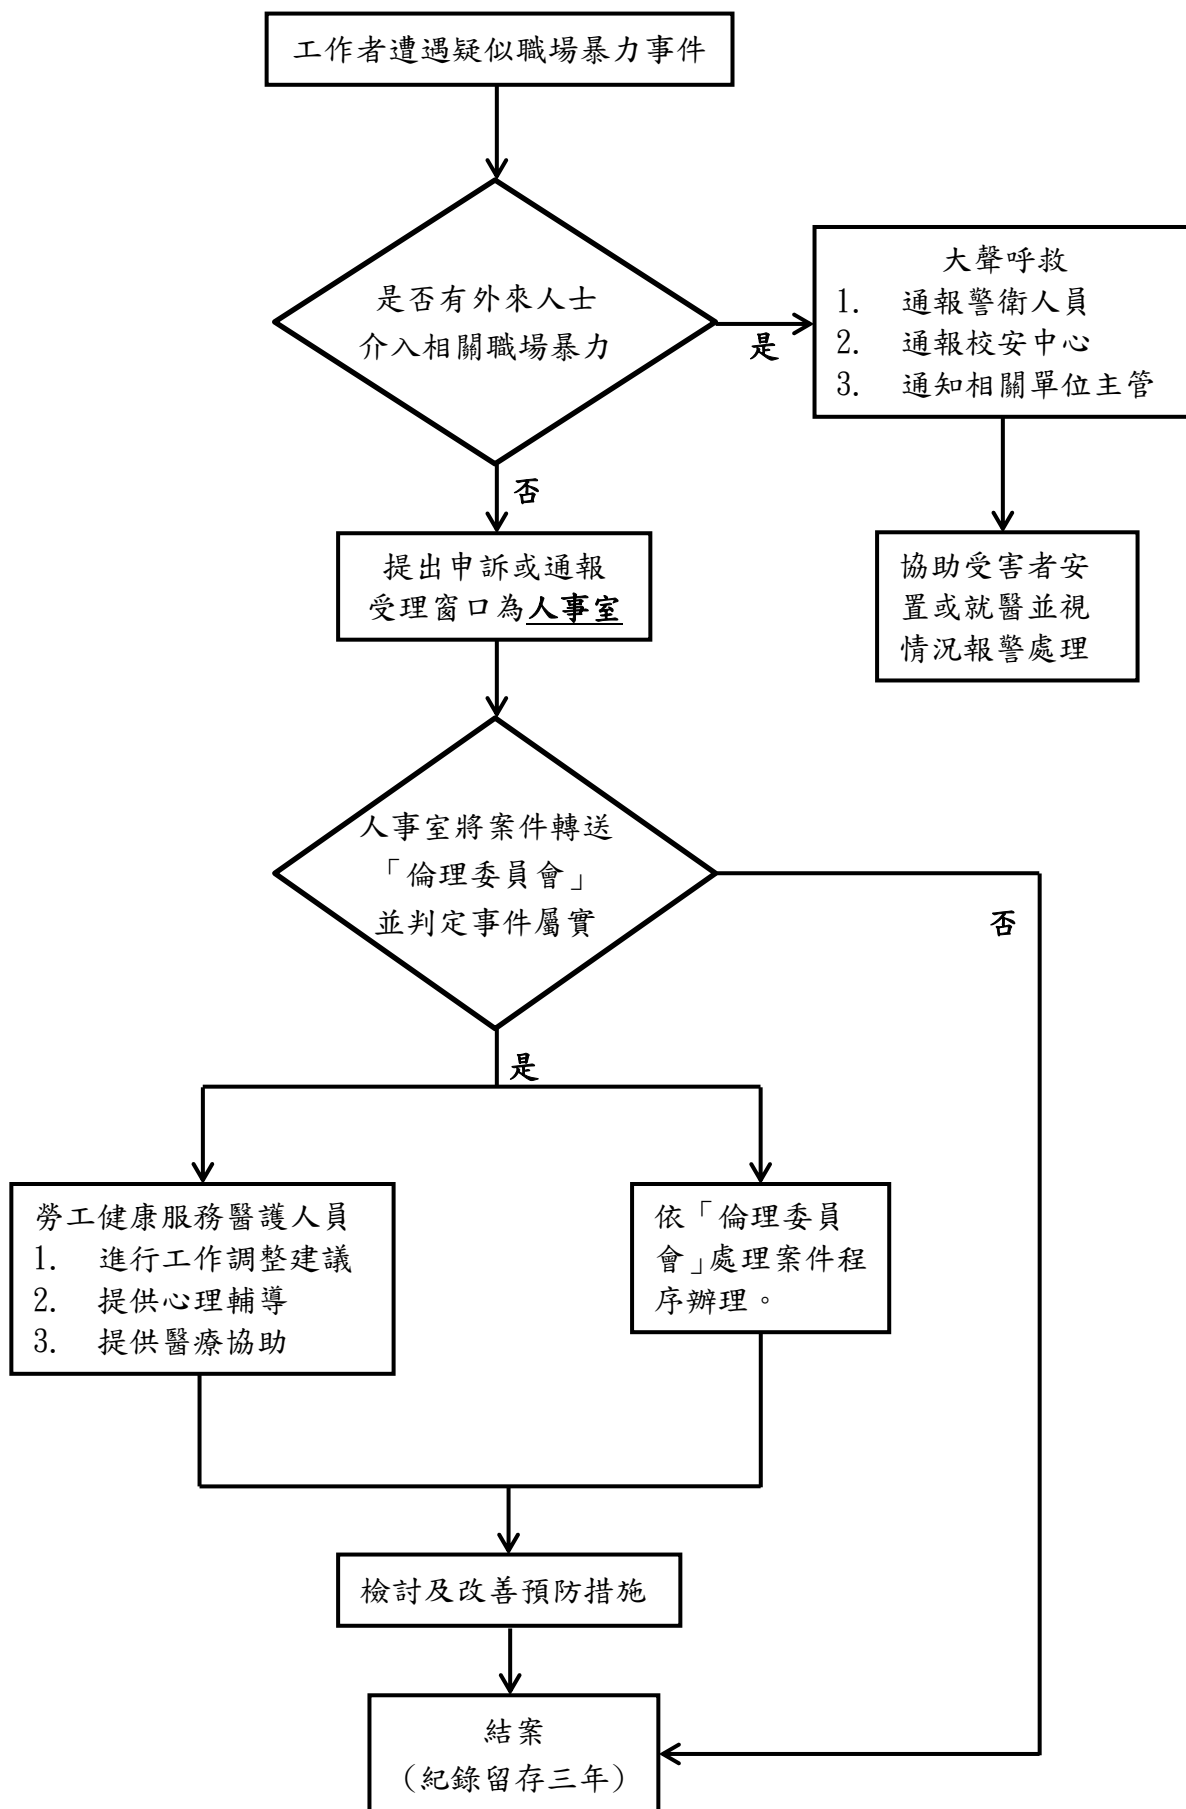 工作者遭遇疑似職場暴力事件
是否有外來人士
介入相關職場暴力
是
大聲呼救
1. 通報警衛人員
2. 通報校安中心
3. 通知相關單位主管
否
提出申訴或通報
受理窗口為人事室
協助受害者安
置或就醫並視
情況報警處理
人事室將案件轉送
「倫理委員會」
並判定事件屬實
否
是
勞工健康服務醫護人員
1. 進行工作調整建議
2. 提供心理輔導
3. 提供醫療協助
依「倫理委員
會」處理案件程
序辦理。
檢討及改善預防措施
結案
（紀錄留存三年）